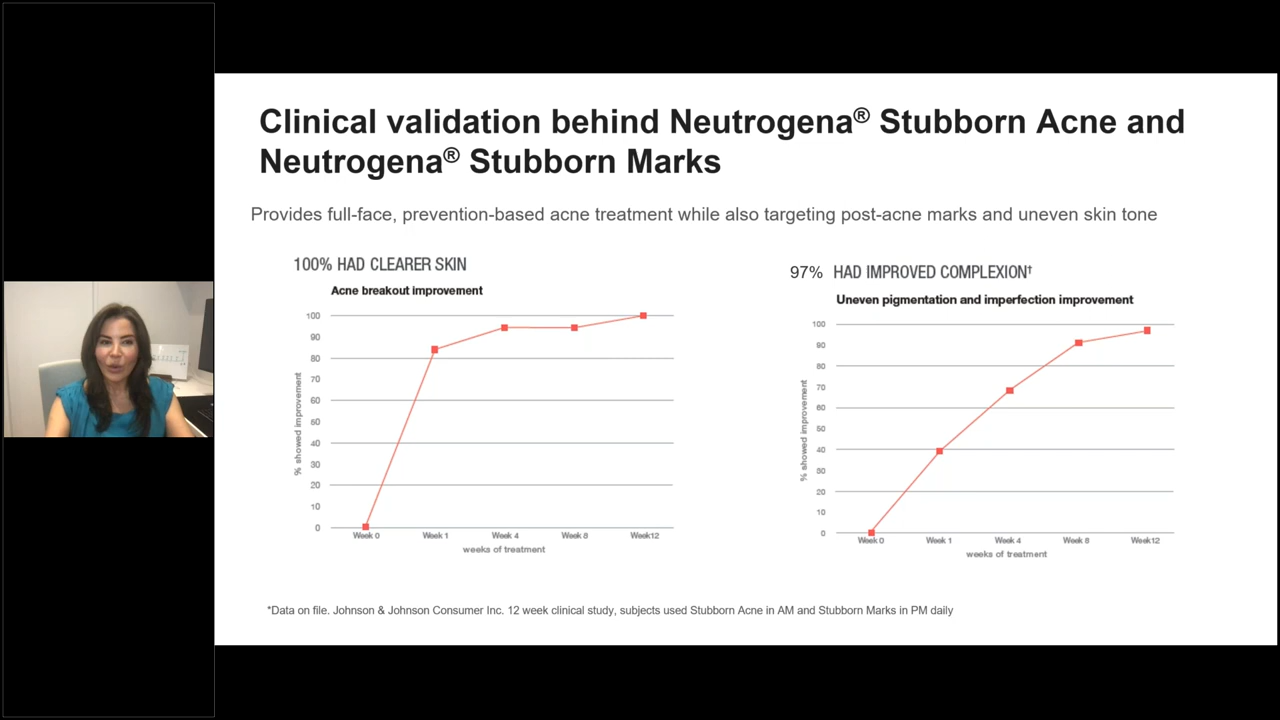 Clinical validation behind Neutrogena® Stubborn Acne and
Neutrogena® Stubborn Marks
Provides full-face, prevention-based acne treatment while also targeting post-acne marks and uneven skin tone
100% HAD CLEARER SKIN
Acne breakout improvement
% showed improvement
100
90
80
70
60
50
40
30
20
10
0
Week 0 Week 1 Week 4 Week 8 Week12
weeks of treatment
97% HAD IMPROVED COMPLEXION†
Uneven pigmentation and imperfection improvement
% showed improvement
100
90
80
70
60
50
40
30
20
10
0
Week 0 Week 1 Week 4 Week 8 Week12
weeks of treatment
*Data on file. Johnson & Johnson Consumer Inc. 12 week clinical study, subjects used Stubborn Acne in AM and Stubborn Marks in PM daily